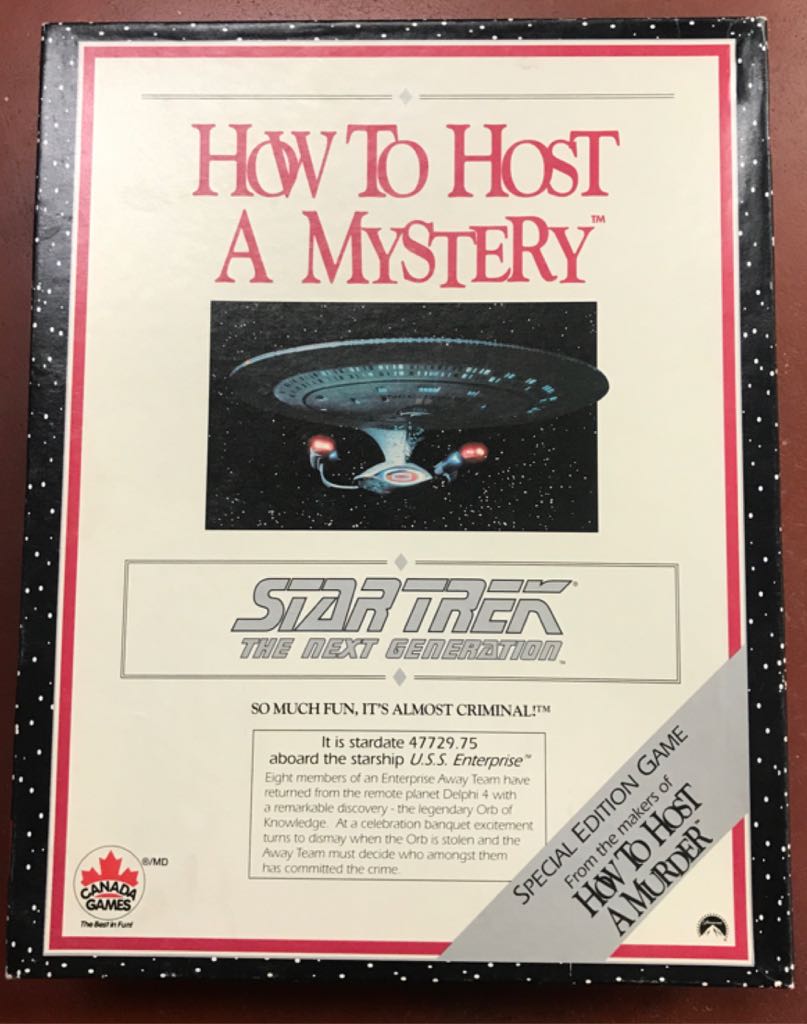 HOW TO HOST
A MYSTERY™
STAR TREK®
THE NEXT GENERATION™
SO MUCH FUN, IT'S ALMOST CRIMINAL!™
It is stardate 47729.75
aboard the starship U.S.S. Enterprise™
Eight members of an Enterprise Away Team have
returned from the remote planet Delphi 4 with
a remarkable discovery - the legendary Orb of
Knowledge. At a celebration banquet excitement
turns to dismay when the Orb is stolen and the
Away Team must decide who amongst them
has committed the crime.
SPECIAL EDITION GAME
From the makers of
HOW TO HOST
A MURDER™
®/MD
CANADA
GAMES
The Best in Fun!